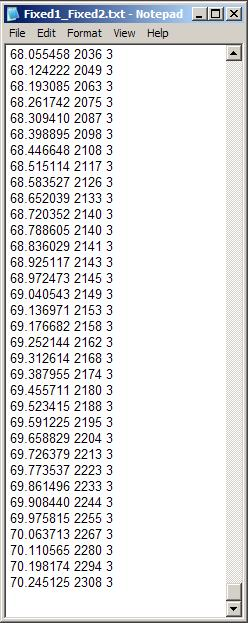 Fixed1_Fixed2.txt - Notepad
File Edit Format View Help
68.055458 2036 3
68.124222 2049 3
68.193085 2063 3
68.261742 2075 3
68.309410 2087 3
68.398895 2098 3
68.446648 2108 3
68.515114 2117 3
68.583527 2126 3
68.652039 2133 3
68.720352 2140 3
68.788605 2140 3
68.836029 2141 3
68.925117 2143 3
68.972473 2145 3
69.040543 2149 3
69.136971 2153 3
69.176682 2158 3
69.252144 2162 3
69.312614 2168 3
69.387955 2174 3
69.455711 2180 3
69.523415 2188 3
69.591225 2195 3
69.658829 2204 3
69.726379 2213 3
69.773537 2223 3
69.861496 2233 3
69.908440 2244 3
69.975815 2255 3
70.063713 2267 3
70.110565 2280 3
70.198174 2294 3
70.245125 2308 3